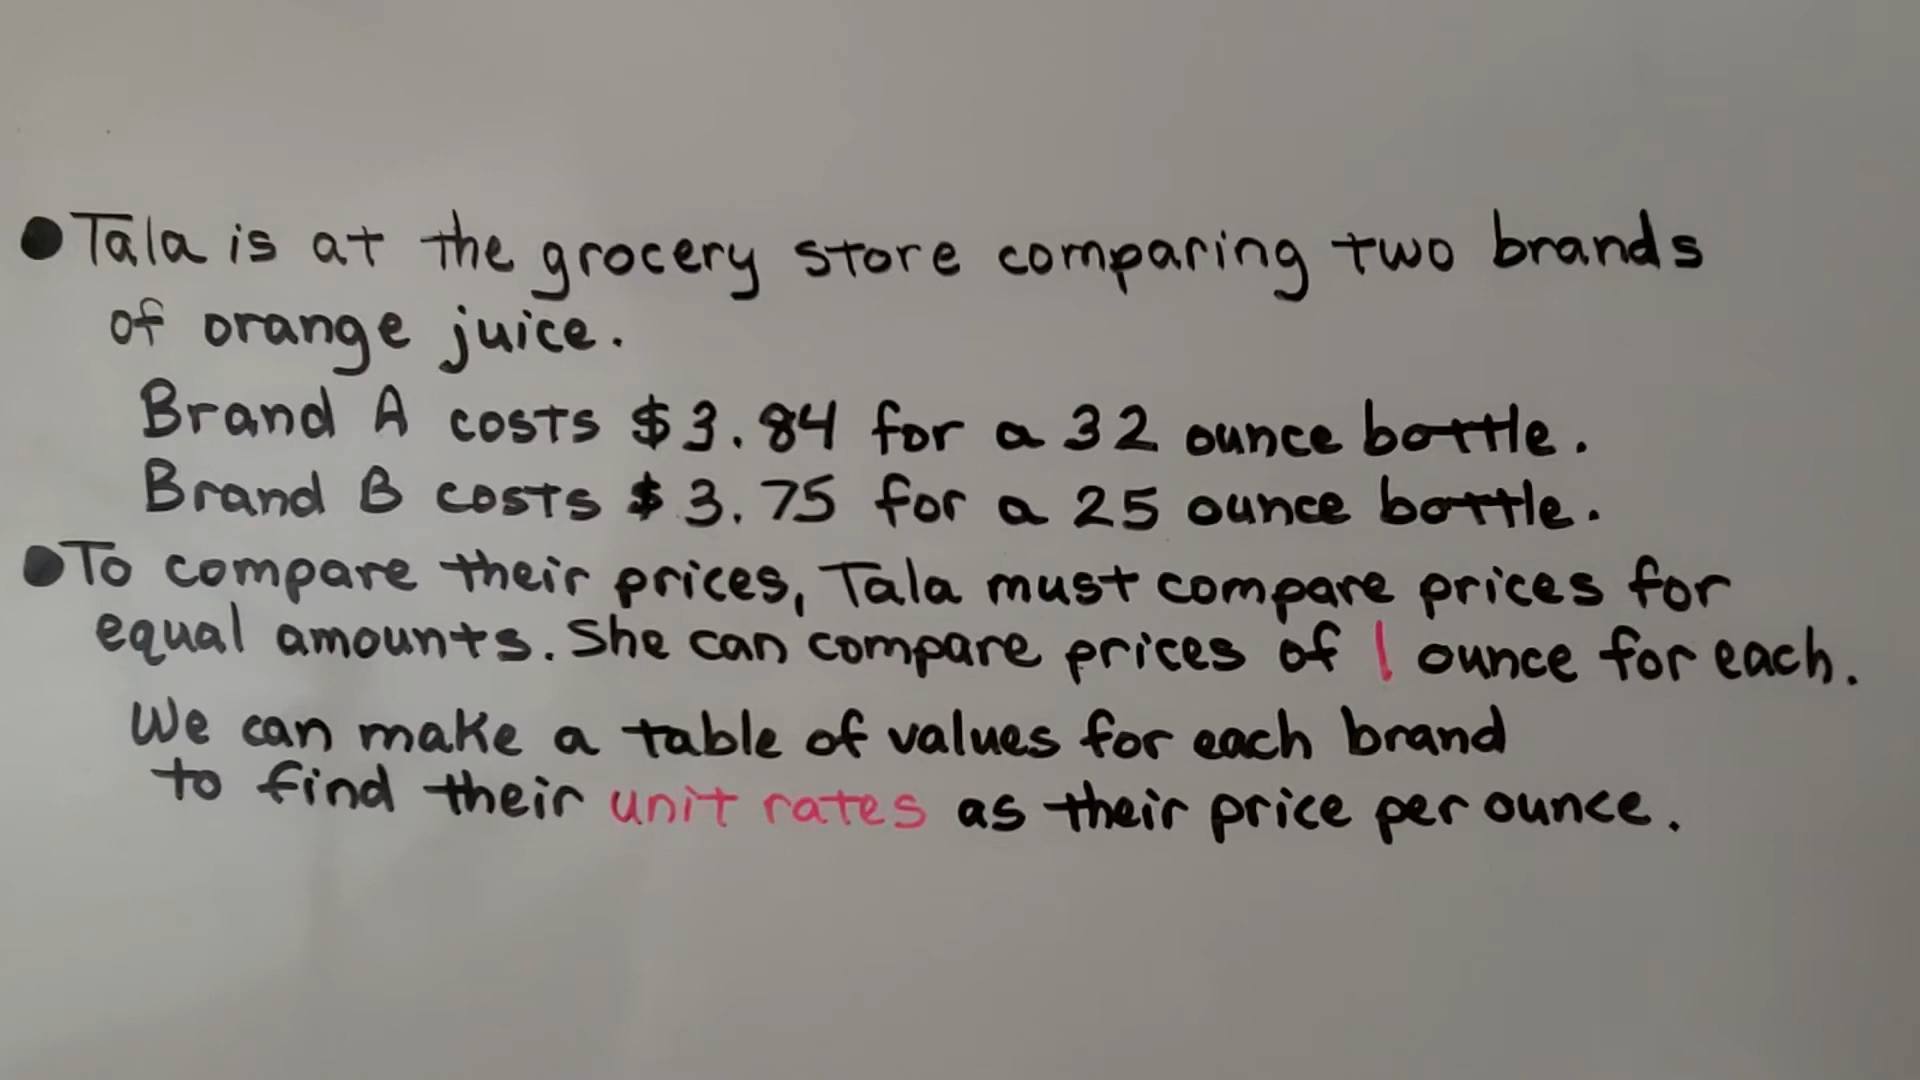 ● Tala is at the grocery store comparing two brands
of orange juice.
Brand A costs $3.84 for a 32 ounce bottle.
Brand B costs $3.75 for a 25 ounce bottle.
● To compare their prices, Tala must compare prices for
equal amounts. She can compare prices of 1 ounce for each.
We can make a table of values for each brand
to find their unit rates as their price per ounce.